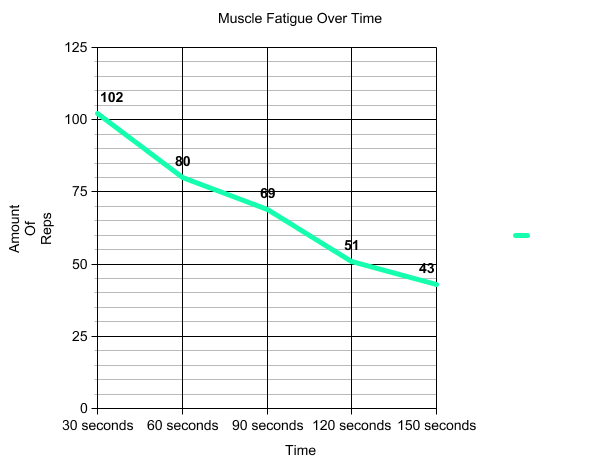 Muscle Fatigue Over Time
125
102
100
80
75
69
51
50
43
25
0
Amount
Of
Reps
30 seconds 60 seconds 90 seconds 120 seconds 150 seconds
Time